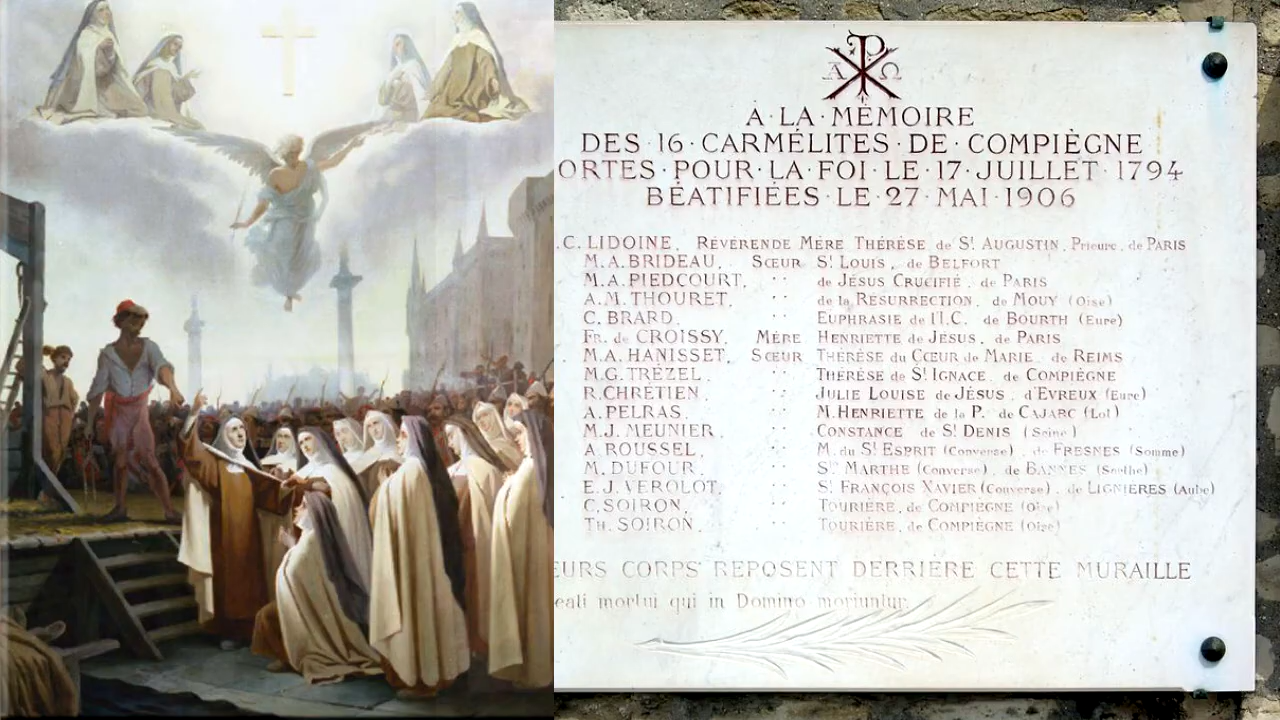 Α Ω
À·LA·MÉMOIRE
DES·16·CARMÉLITES·DE·COMPIÈGNE
ORTES·POUR·LA·FOI·LE·17·JUILLET·1794
BÉATIFIÉES·LE·27·MAI·1906
.C. LIDOINE, RÉVÉRENDE MÈRE THÉRÈSE de St AUGUSTIN, Prieure, de PARIS
M.A. BRIDEAU, SŒUR St LOUIS, de BELFORT
M.A. PIEDCOURT, " de JÉSUS CRUCIFIÉ, de PARIS
A.M. THOURET, " de la RÉSURRECTION, de MOUY (Oise)
C. BRARD, " EUPHRASIE de l'I.C. de BOURTH (Eure)
Fr. de CROISSY, MÈRE HENRIETTE de JÉSUS, de PARIS
M.A. HANISSET, SŒUR THÉRÈSE du CŒUR de MARIE, de REIMS
M.G. TRÉZEL, " THÉRÈSE de St IGNACE, de COMPIÈGNE
R. CHRÉTIEN, " JULIE LOUISE de JÉSUS, d'EVREUX (Eure)
A. PELRAS, " M. HENRIETTE de la P. de CAJARC (Lot)
M.J. MEUNIER, " CONSTANCE de St DENIS (Seine)
A. ROUSSEL, " M. du St ESPRIT (Converse), de FRESNES (Somme)
M. DUFOUR, " Ste MARTHE (Converse), de BANNES (Sarthe)
E.J. VEROLOT, " St FRANÇOIS XAVIER (Converse), de LIGNIERES (Aube)
C. SOIRON, TOURIÈRE, de COMPIÈGNE (Oise)
Th. SOIRON, TOURIÈRE, de COMPIÈGNE (Oise)
EURS CORPS REPOSENT DERRIÈRE CETTE MURAILLE
eati mortui qui in Domino moriuntur